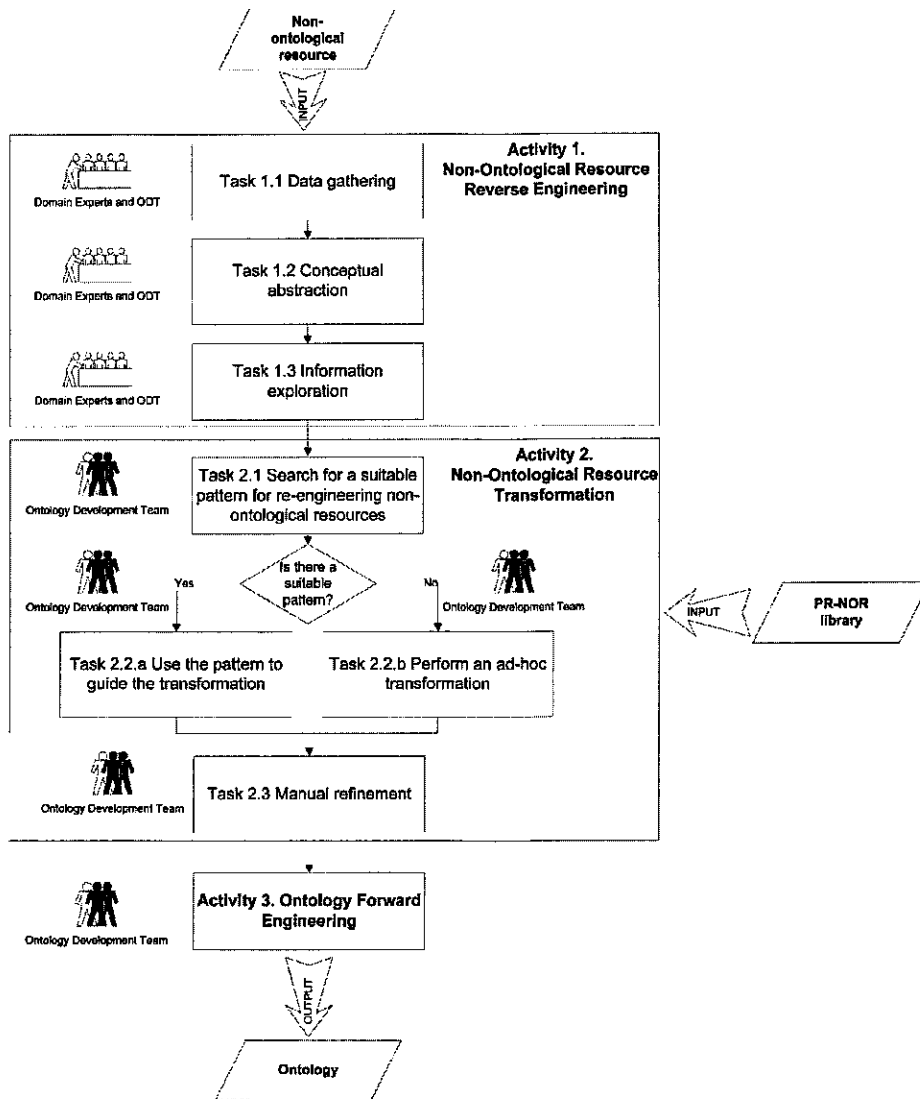 Non-
ontological
resource
INPUT
Activity 1.
Non-Ontological Resource
Reverse Engineering
Task 1.1 Data gathering
Domain Experts and ODT
Task 1.2 Conceptual
abstraction
Domain Experts and ODT
Task 1.3 Information
exploration
Domain Experts and ODT
Activity 2.
Non-Ontological Resource
Transformation
Task 2.1 Search for a suitable
pattern for re-engineering non-
ontological resources
Ontology Development Team
Is there a
suitable
pattern?
Yes
No
Ontology Development Team
Ontology Development Team
INPUT
PR-NOR
library
Task 2.2.a Use the pattern to
guide the transformation
Task 2.2.b Perform an ad-hoc
transformation
Task 2.3 Manual refinement
Ontology Development Team
Activity 3. Ontology Forward
Engineering
Ontology Development Team
OUTPUT
Ontology